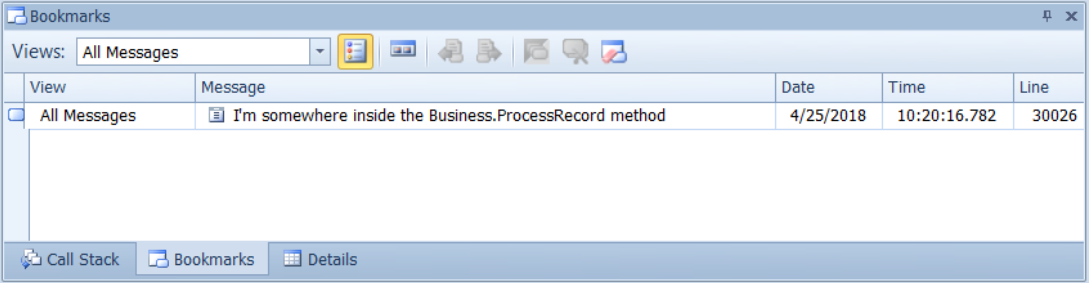 Bookmarks
Views: All Messages
View Message Date Time Line
All Messages I'm somewhere inside the Business.ProcessRecord method 4/25/2018 10:20:16.782 30026
Call Stack Bookmarks Details